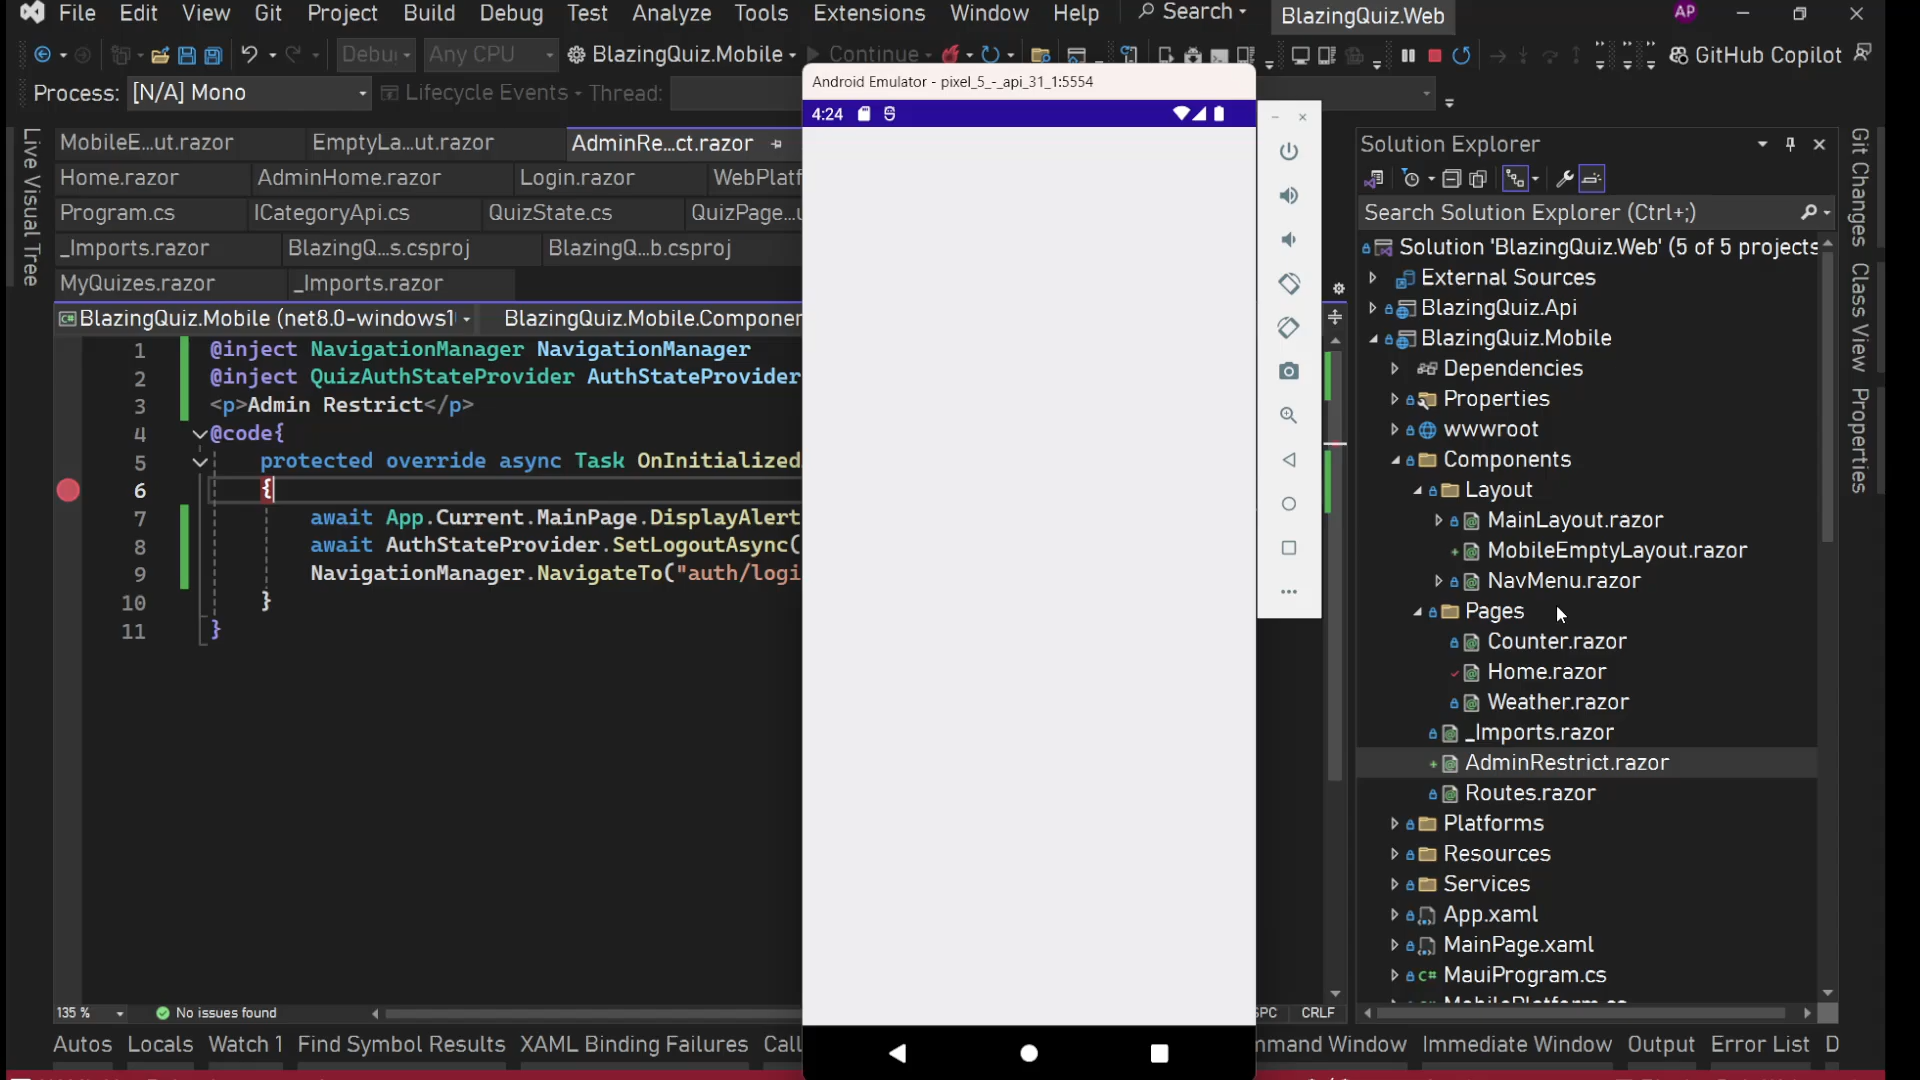 File Edit View Git Project Build Debug Test Analyze Tools Extensions Window Help Search BlazingQuiz.Web AP
Debug Any CPU BlazingQuiz.Mobile Continue GitHub Copilot
Process: [N/A] Mono Lifecycle Events Thread:
Live Visual Tree
MobileE...ut.razor EmptyLa...ut.razor AdminRe...ct.razor
Home.razor AdminHome.razor Login.razor WebPlatf
Program.cs ICategoryApi.cs QuizState.cs QuizPage...
_Imports.razor BlazingQ...s.csproj BlazingQ...b.csproj
MyQuizes.razor _Imports.razor
BlazingQuiz.Mobile (net8.0-windows1 BlazingQuiz.Mobile.Componen
1 @inject NavigationManager NavigationManager
2 @inject QuizAuthStateProvider AuthStateProvider
3 <p>Admin Restrict</p>
4 @code{
5 protected override async Task OnInitialized
6 {
7 await App.Current.MainPage.DisplayAlert
8 await AuthStateProvider.SetLogoutAsync(
9 NavigationManager.NavigateTo("auth/logi
10 }
11 }
135 % No issues found
SPC CRLF
Android Emulator - pixel_5_-_api_31_1:5554
4:24
Solution Explorer
Search Solution Explorer (Ctrl+;)
Solution 'BlazingQuiz.Web' (5 of 5 projects
External Sources
BlazingQuiz.Api
BlazingQuiz.Mobile
Dependencies
Properties
wwwroot
Components
Layout
MainLayout.razor
MobileEmptyLayout.razor
NavMenu.razor
Pages
Counter.razor
Home.razor
Weather.razor
_Imports.razor
AdminRestrict.razor
Routes.razor
Platforms
Resources
Services
App.xaml
MainPage.xaml
MauiProgram.cs
MobilePlatform.cs
Git Changes
Class View
Properties
Autos Locals Watch 1 Find Symbol Results XAML Binding Failures Call mmand Window Immediate Window Output Error List D